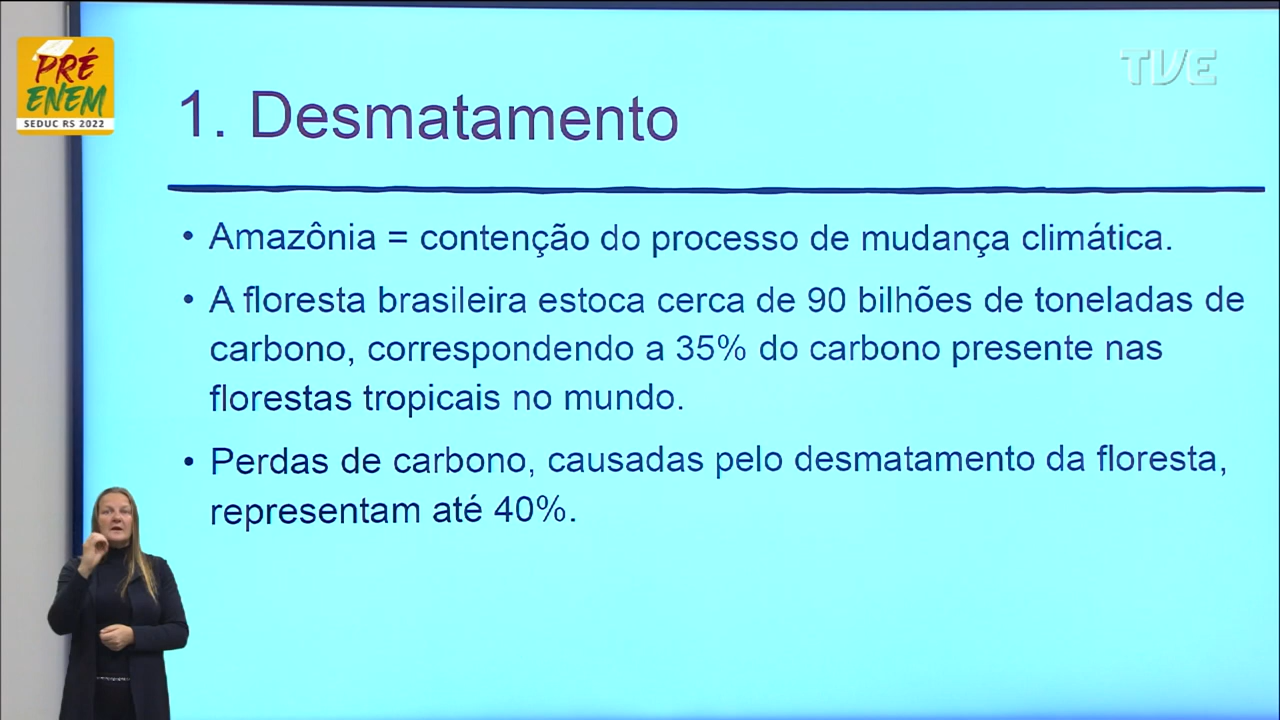 PRÉ
ENEM
SEDUC RS 2022
TVE
1. Desmatamento
• Amazônia = contenção do processo de mudança climática.
• A floresta brasileira estoca cerca de 90 bilhões de toneladas de
carbono, correspondendo a 35% do carbono presente nas
florestas tropicais no mundo.
• Perdas de carbono, causadas pelo desmatamento da floresta,
representam até 40%.